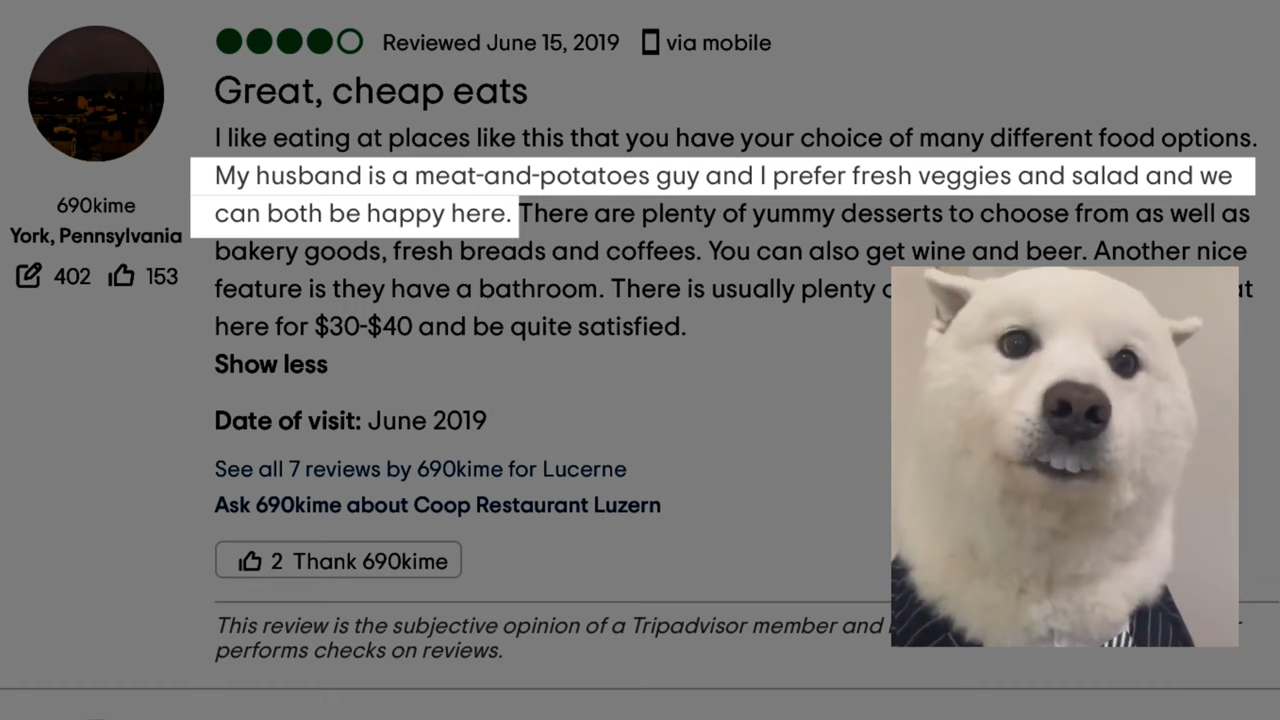 Reviewed June 15, 2019 via mobile
Great, cheap eats
I like eating at places like this that you have your choice of many different food options.
My husband is a meat-and-potatoes guy and I prefer fresh veggies and salad and we
can both be happy here. There are plenty of yummy desserts to choose from as well as
bakery goods, fresh breads and coffees. You can also get wine and beer. Another nice
feature is they have a bathroom. There is usually plenty
here for $30-$40 and be quite satisfied.
Show less
690kime
York, Pennsylvania
402 153
Date of visit: June 2019
See all 7 reviews by 690kime for Lucerne
Ask 690kime about Coop Restaurant Luzern
2 Thank 690kime
This review is the subjective opinion of a Tripadvisor member and
performs checks on reviews.